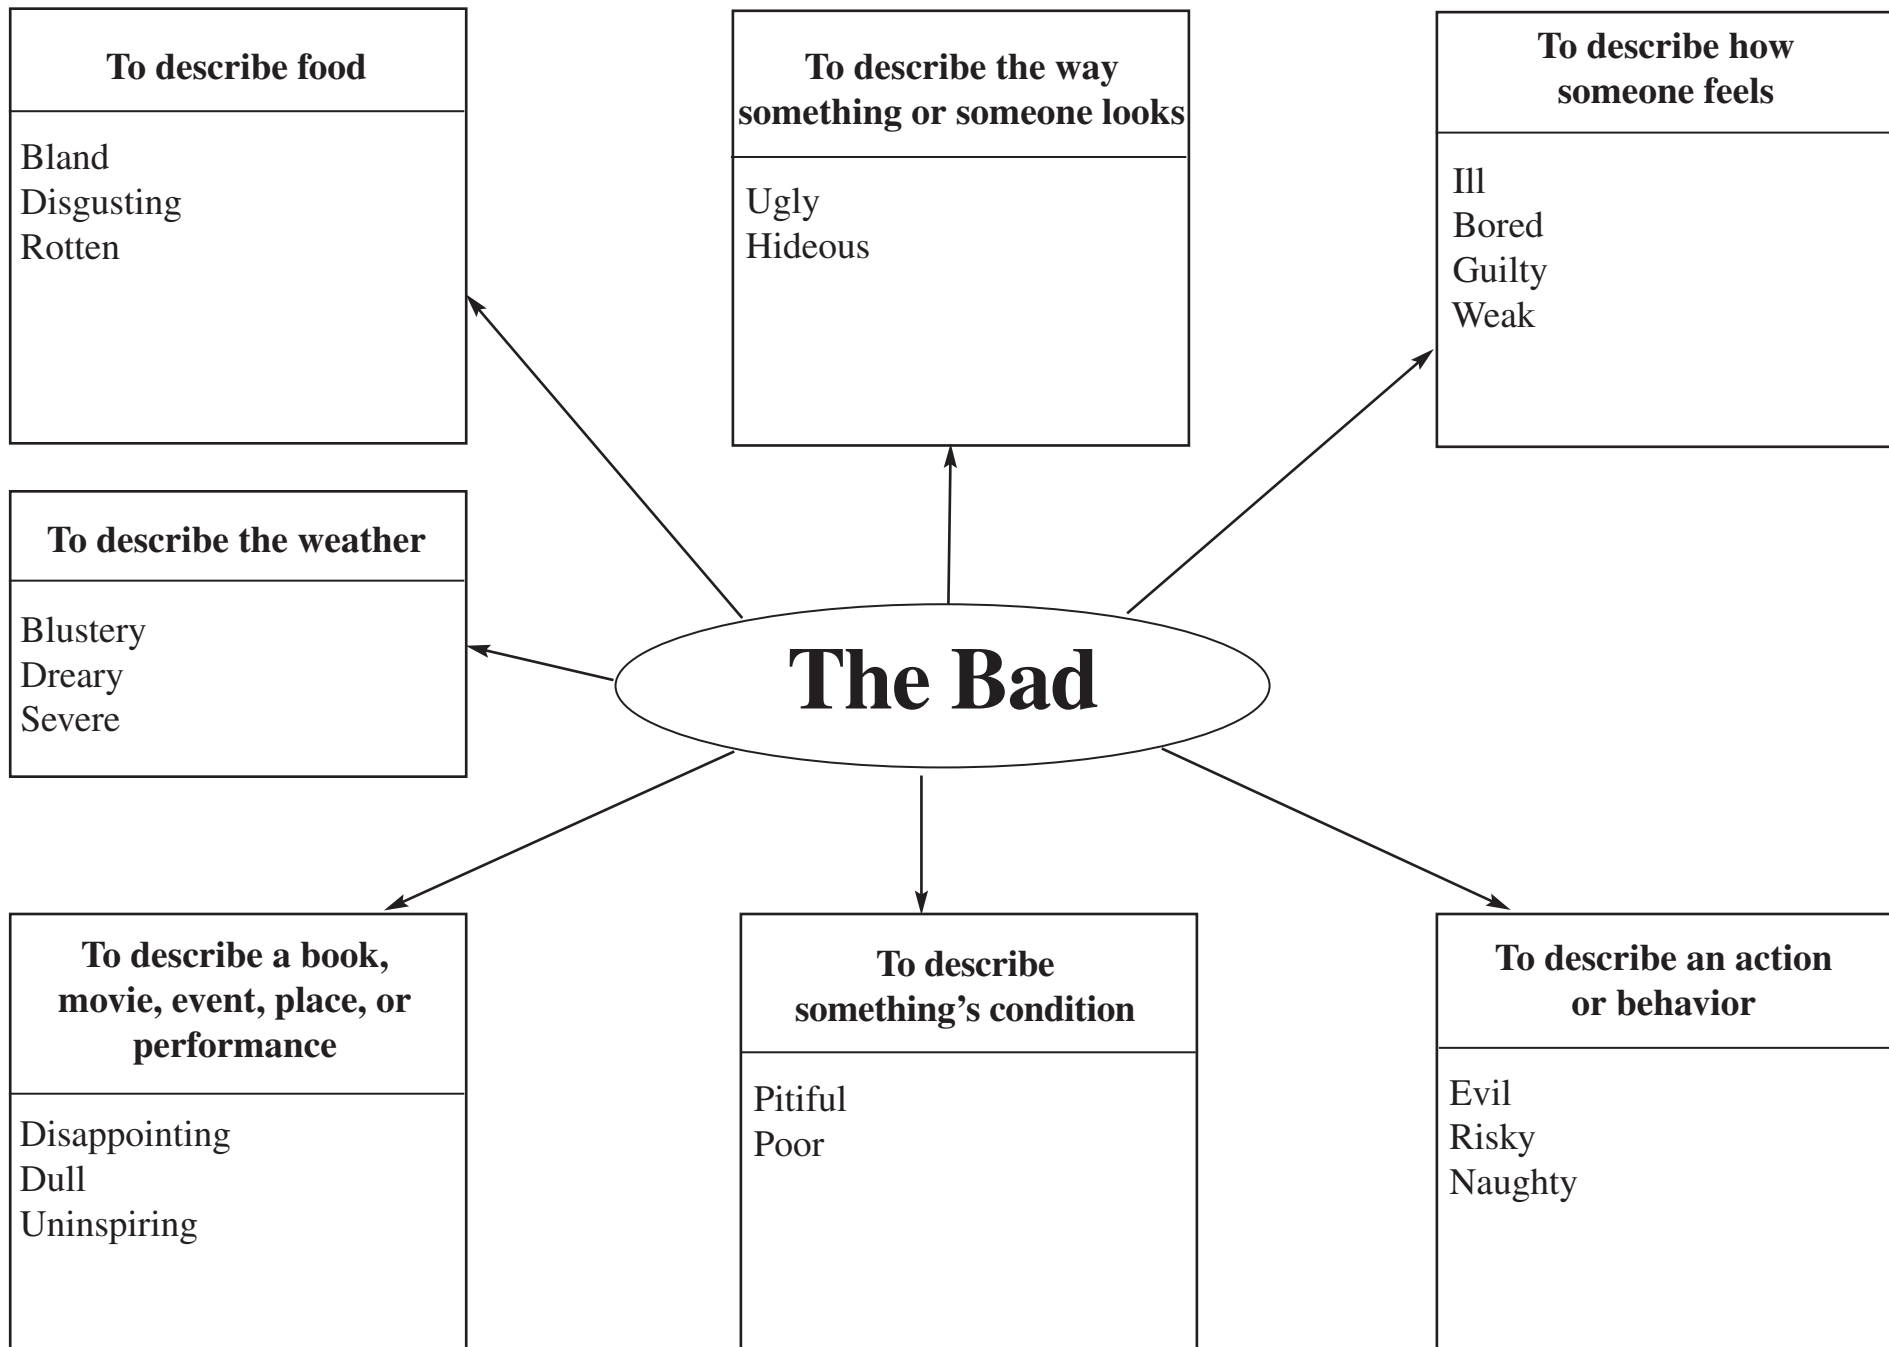 To describe food
Bland
Disgusting
Rotten
To describe the way
something or someone looks
Ugly
Hideous
To describe how
someone feels
Ill
Bored
Guilty
Weak
To describe the weather
Blustery
Dreary
Severe
The Bad
To describe a book,
movie, event, place, or
performance
Disappointing
Dull
Uninspiring
To describe
something’s condition
Pitiful
Poor
To describe an action
or behavior
Evil
Risky
Naughty